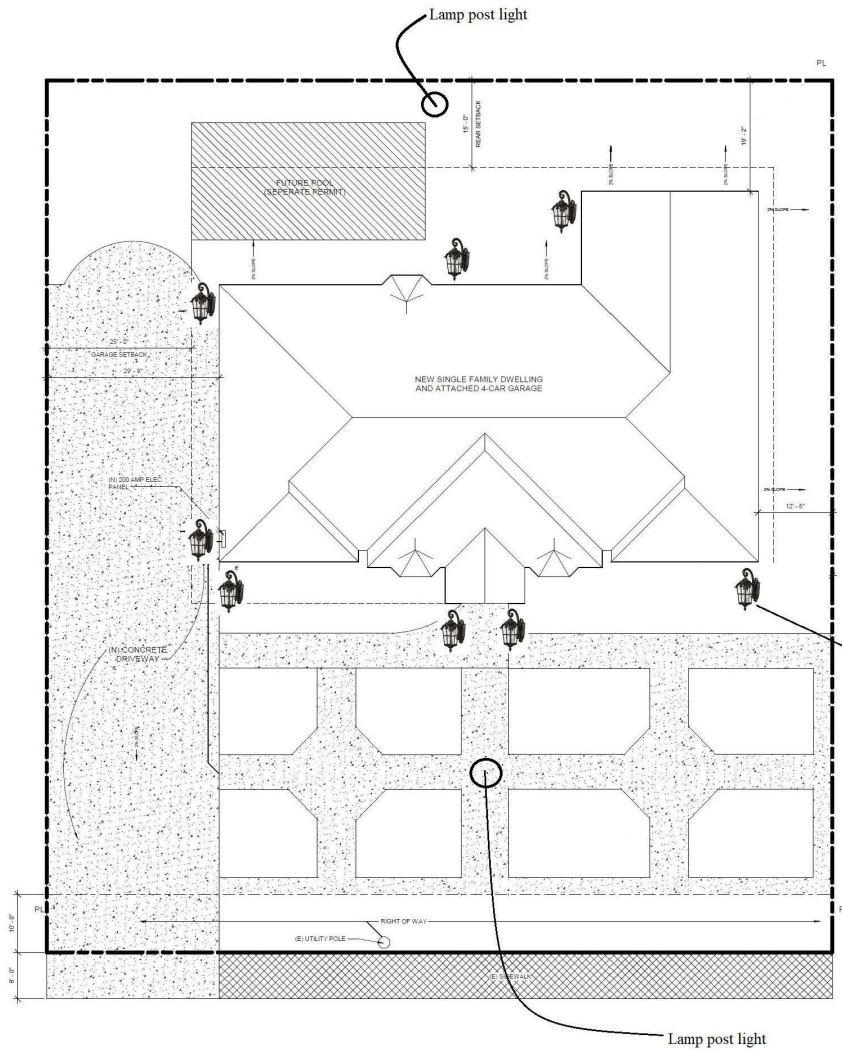 Lamp post light
PL
15' - 0"
REAR SETBACK
19' - 2"
FUTURE POOL
(SEPERATE PERMIT)
2% SLOPE
2% SLOPE
2% SLOPE
2% SLOPE
2% SLOPE
25' - 0"
GARAGE SETBACK
29' - 9"
NEW SINGLE FAMILY DWELLING
AND ATTACHED 4-CAR GARAGE
(N) 200 AMP ELEC.
PANEL
2% SLOPE
12' - 8"
E'
(N) CONCRETE
DRIVEWAY
2% SLOPE
PL
10' - 0"
RIGHT OF WAY
(E) UTILITY POLE
(E) SIDEWALK
Lamp post light